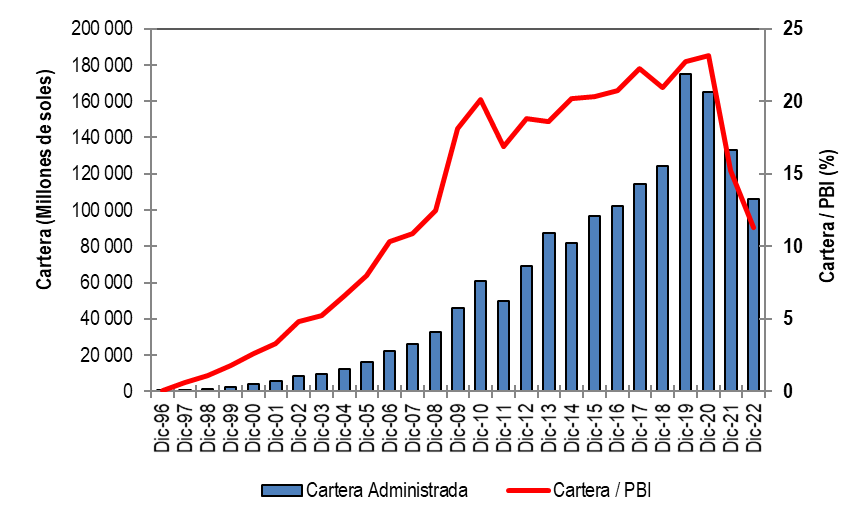 Cartera (Millones de soles)
200 000
180 000
160 000
140 000
120 000
100 000
80 000
60 000
40 000
20 000
0
25
20
15
10
5
0
Cartera / PBI (%)
Dic-96
Dic-97
Dic-98
Dic-99
Dic-00
Dic-01
Dic-02
Dic-03
Dic-04
Dic-05
Dic-06
Dic-07
Dic-08
Dic-09
Dic-10
Dic-11
Dic-12
Dic-13
Dic-14
Dic-15
Dic-16
Dic-17
Dic-18
Dic-19
Dic-20
Dic-21
Dic-22
Cartera Administrada
Cartera / PBI